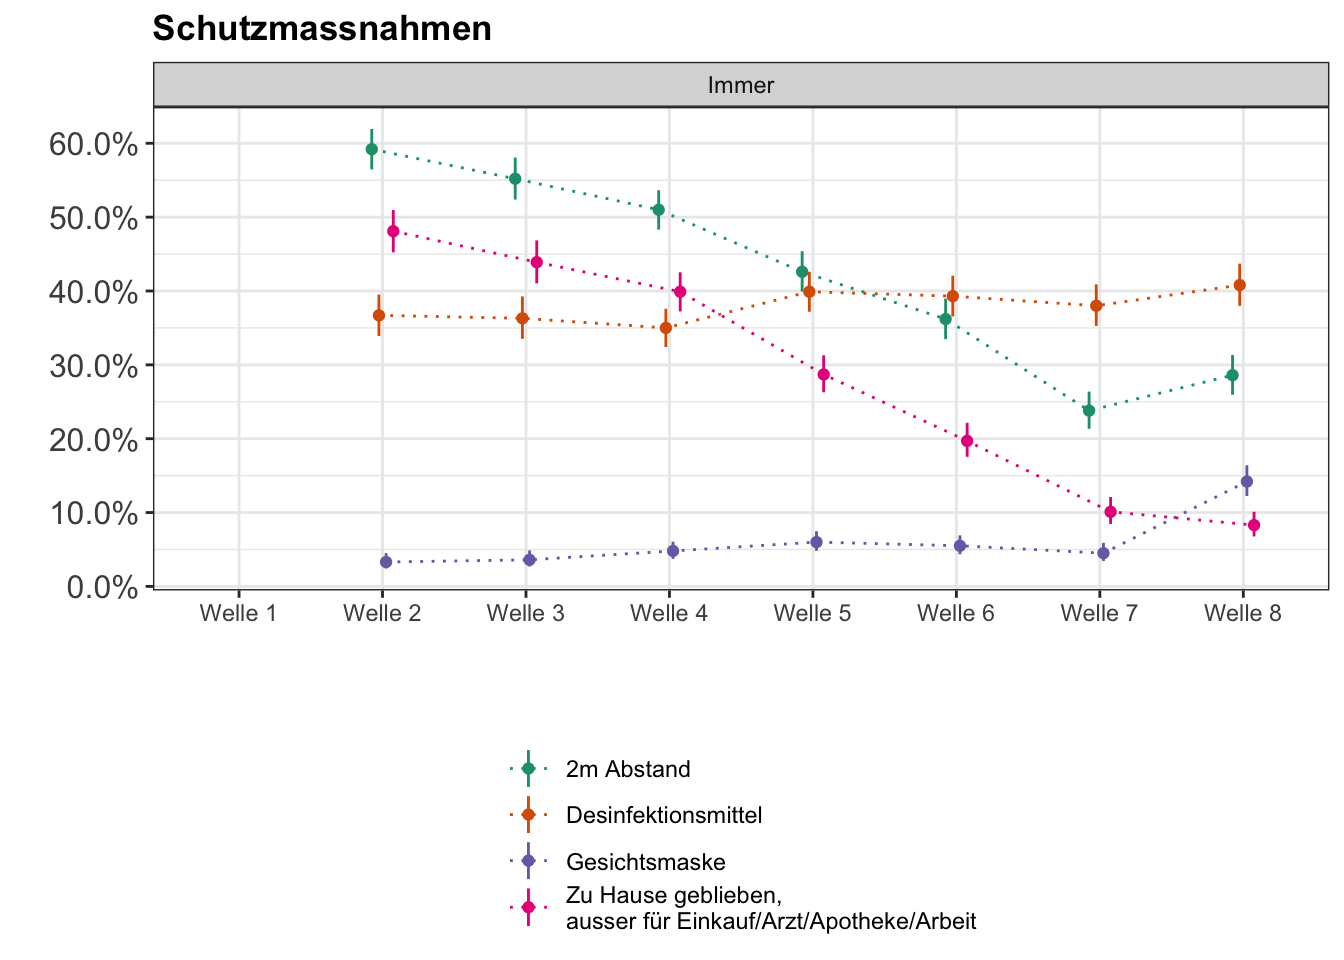 Schutzmassnahmen
Immer
60.0%
50.0%
40.0%
30.0%
20.0%
10.0%
0.0%
Welle 1 Welle 2 Welle 3 Welle 4 Welle 5 Welle 6 Welle 7 Welle 8
2m Abstand
Desinfektionsmittel
Gesichtsmaske
Zu Hause geblieben,
ausser für Einkauf/Arzt/Apotheke/Arbeit